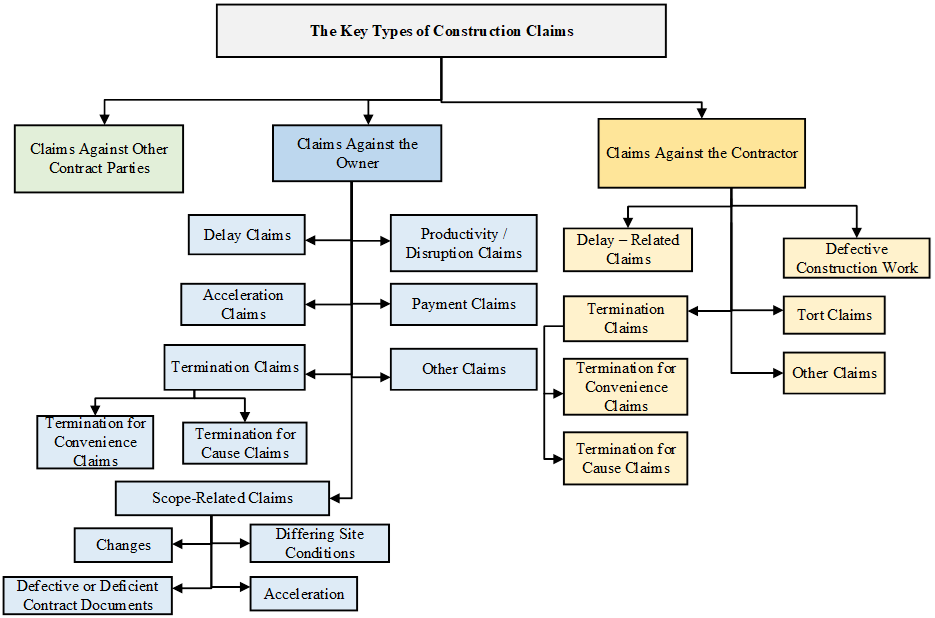 The Key Types of Construction Claims
Claims Against Other
Contract Parties
Claims Against the
Owner
Claims Against the Contractor
Delay Claims
Productivity /
Disruption Claims
Acceleration
Claims
Payment Claims
Termination Claims
Other Claims
Termination for
Convenience
Claims
Termination for
Cause Claims
Scope-Related Claims
Changes
Differing Site
Conditions
Defective or Deficient
Contract Documents
Acceleration
Delay – Related
Claims
Defective
Construction Work
Termination
Claims
Tort Claims
Termination for
Convenience
Claims
Other Claims
Termination for
Cause Claims